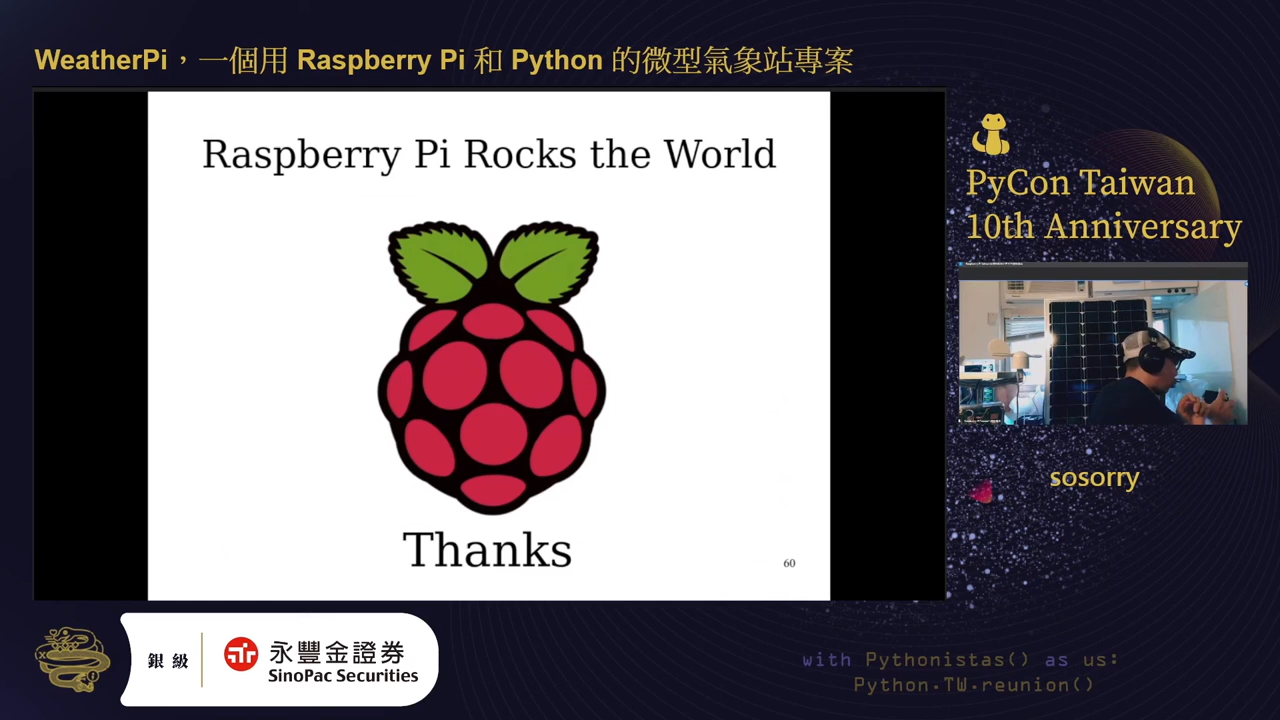 WeatherPi，一個用 Raspberry Pi 和 Python 的微型氣象站專案
Raspberry Pi Rocks the World
Thanks
60
PyCon Taiwan
10th Anniversary
sosorry
銀級
永豐金證券
SinoPac Securities
with Pythonistas() as us:
Python.TW.reunion()